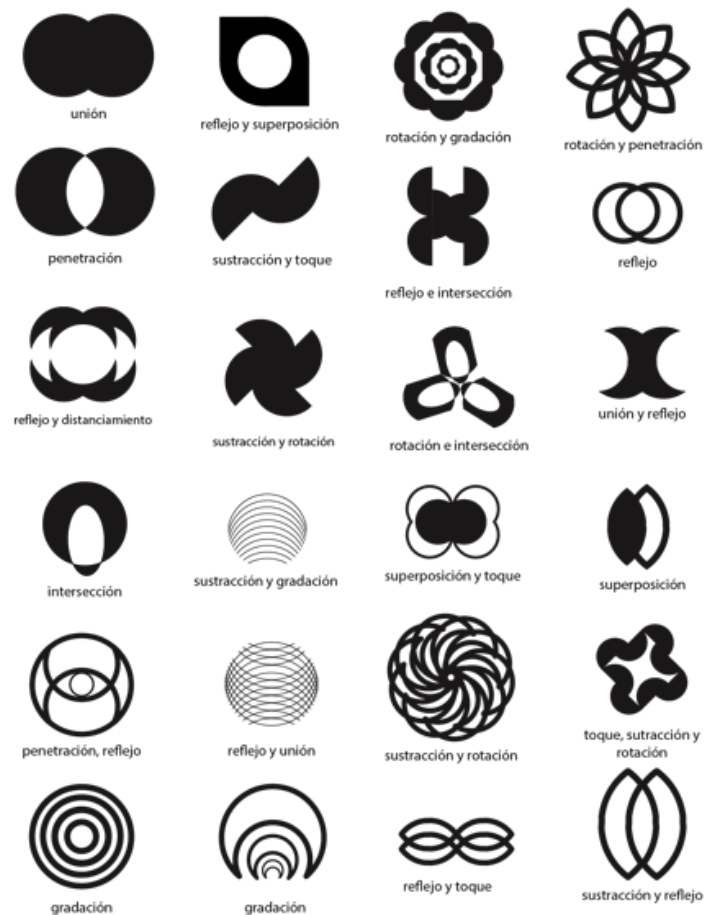 unión
reflejo y superposición
rotación y gradación
rotación y penetración
penetración
sustracción y toque
reflejo e intersección
reflejo
reflejo y distanciamiento
sustracción y rotación
rotación e intersección
unión y reflejo
intersección
sustracción y gradación
superposición y toque
superposición
penetración, reflejo
reflejo y unión
sustracción y rotación
toque, sutracción y
rotación
gradación
gradación
reflejo y toque
sustracción y reflejo